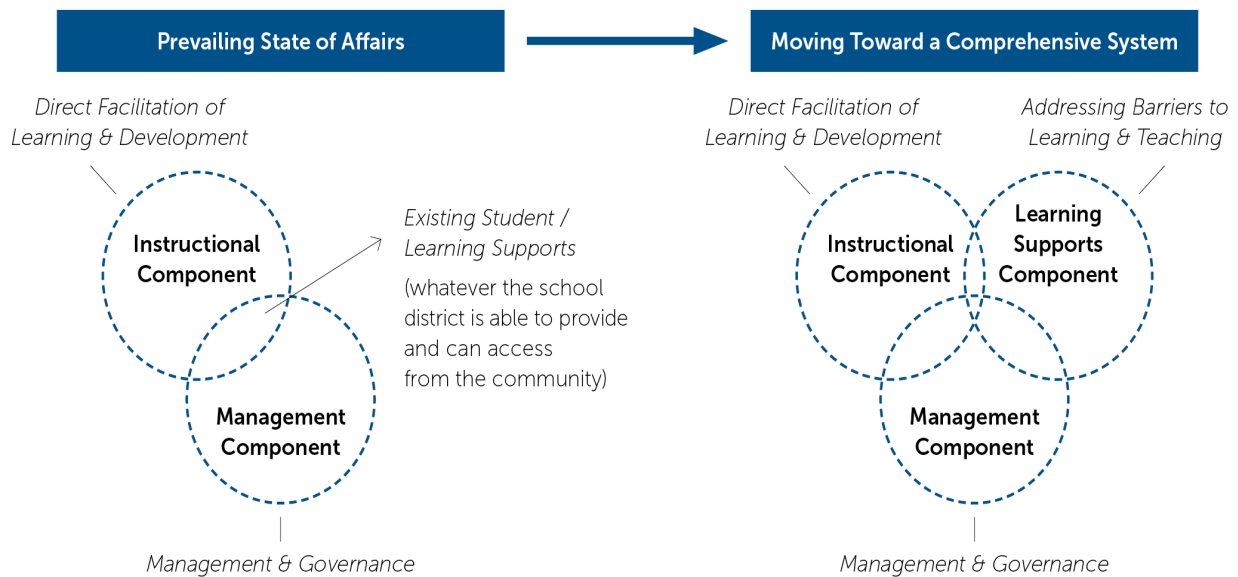 Prevailing State of Affairs
Moving Toward a Comprehensive System
Direct Facilitation of
Learning & Development
Instructional
Component
Existing Student /
Learning Supports
(whatever the school
district is able to provide
and can access
from the community)
Management
Component
Management & Governance
Direct Facilitation of
Learning & Development
Addressing Barriers to
Learning & Teaching
Instructional
Component
Learning
Supports
Component
Management
Component
Management & Governance